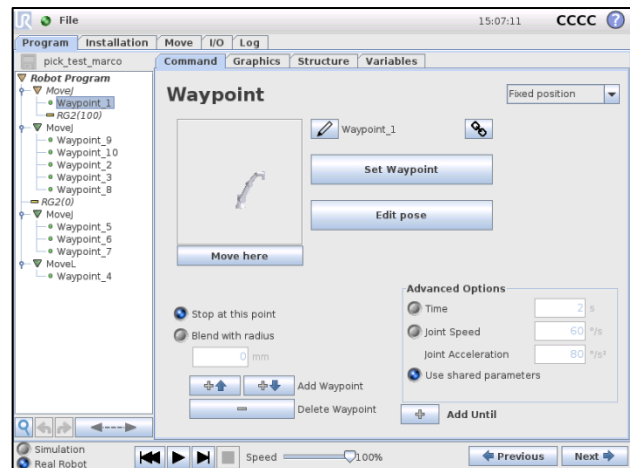 File 15:07:11 CCCC ?
Program Installation Move I/O Log
pick_test_marco Command Graphics Structure Variables
Robot Program
MoveJ
Waypoint_1
RG2(100)
MoveJ
Waypoint_9
Waypoint_10
Waypoint_2
Waypoint_3
Waypoint_8
RG2(0)
MoveJ
Waypoint_5
Waypoint_6
Waypoint_7
MoveL
Waypoint_4
Waypoint Fixed position
Waypoint_1
Set Waypoint
Edit pose
Move here
Stop at this point
Blend with radius
0 mm
Add Waypoint
Delete Waypoint
Advanced Options
Time 2 s
Joint Speed 60 °/s
Joint Acceleration 80 °/s²
Use shared parameters
Add Until
Simulation
Real Robot
Speed 100%
Previous Next